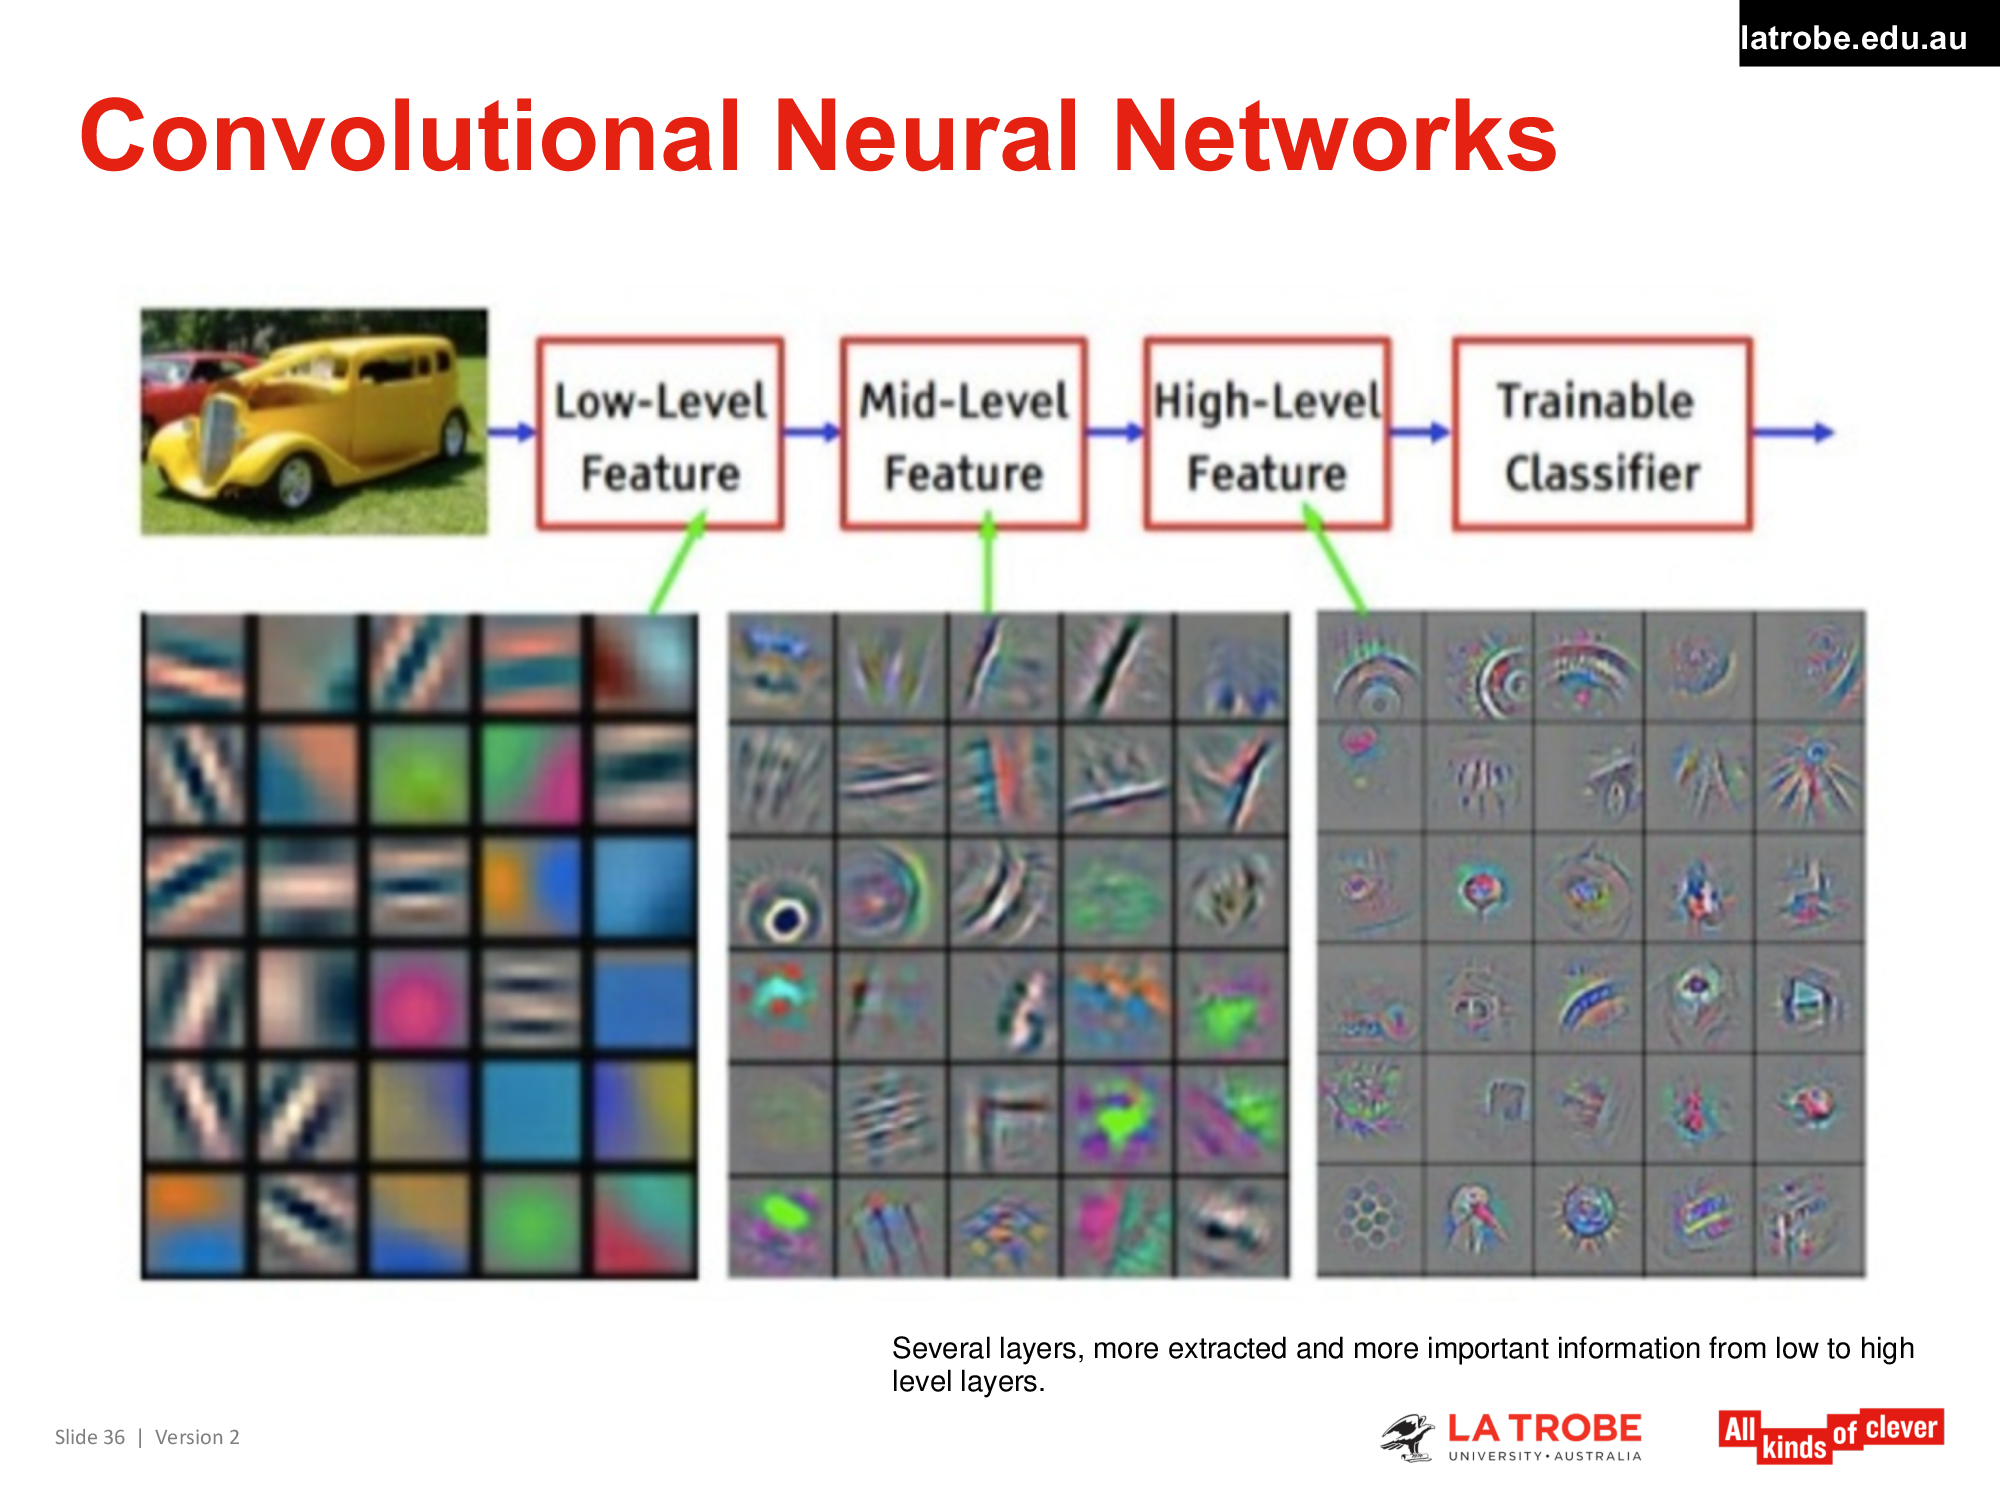 latrobe.edu.au
Convolutional Neural Networks
Low-Level
Feature
Mid-Level
Feature
High-Level
Feature
Trainable
Classifier
Several layers, more extracted and more important information from low to high
level layers.
Slide 36 | Version 2
LA TROBE
UNIVERSITY • AUSTRALIA
All kinds of clever